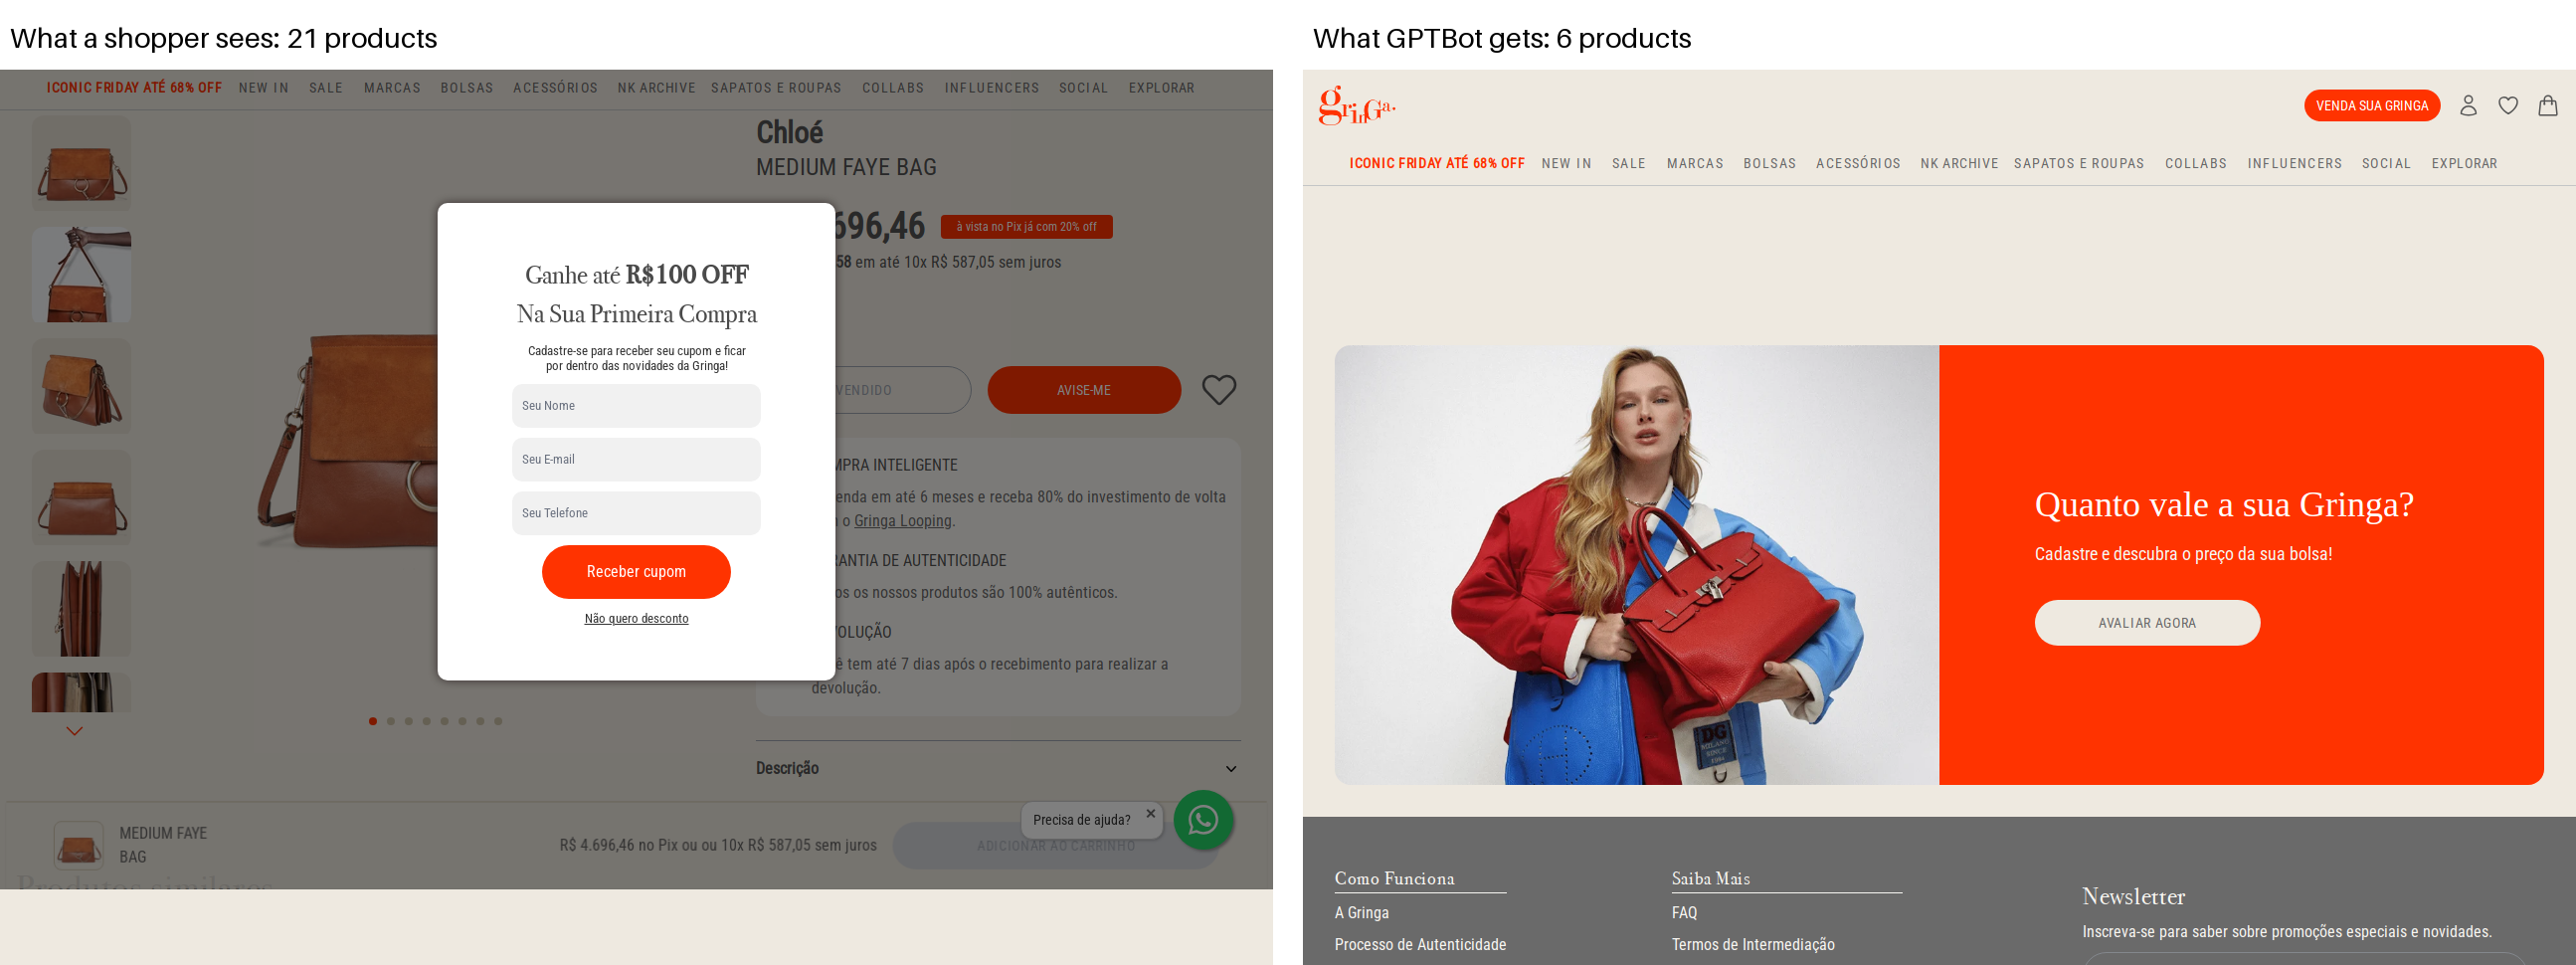 What a shopper sees: 21 products
ICONIC FRIDAY ATÉ 68% OFF NEW IN SALE MARCAS BOLSAS ACESSÓRIOS NK ARCHIVE SAPATOS E ROUPAS COLLABS INFLUENCERS SOCIAL EXPLORAR
Chloé
MEDIUM FAYE BAG
696,46 à vista no Pix já com 20% off
58 em até 10x R$ 587,05 sem juros
Ganhe até R$100 OFF
Na Sua Primeira Compra
Cadastre-se para receber seu cupom e ficar
por dentro das novidades da Gringa!
Seu Nome
Seu E-mail
Seu Telefone
Receber cupom
Não quero desconto
VENDIDO AVISE-ME
MPRA INTELIGENTE
enda em até 6 meses e receba 80% do investimento de volta
o Gringa Looping.
RANTIA DE AUTENTICIDADE
os os nossos produtos são 100% autênticos.
VOLUÇÃO
ê tem até 7 dias após o recebimento para realizar a
devolução.
Descrição
Precisa de ajuda?
MEDIUM FAYE
BAG
R$ 4.696,46 no Pix ou ou 10x R$ 587,05 sem juros
ADICIONAR AO CARRINHO
Produtos similares
What GPTBot gets: 6 products
gringa.
VENDA SUA GRINGA
ICONIC FRIDAY ATÉ 68% OFF NEW IN SALE MARCAS BOLSAS ACESSÓRIOS NK ARCHIVE SAPATOS E ROUPAS COLLABS INFLUENCERS SOCIAL EXPLORAR
DG
MILANO
SINCE
1984
Quanto vale a sua Gringa?
Cadastre e descubra o preço da sua bolsa!
AVALIAR AGORA
Como Funciona
A Gringa
Processo de Autenticidade
Saiba Mais
FAQ
Termos de Intermediação
Newsletter
Inscreva-se para saber sobre promoções especiais e novidades.